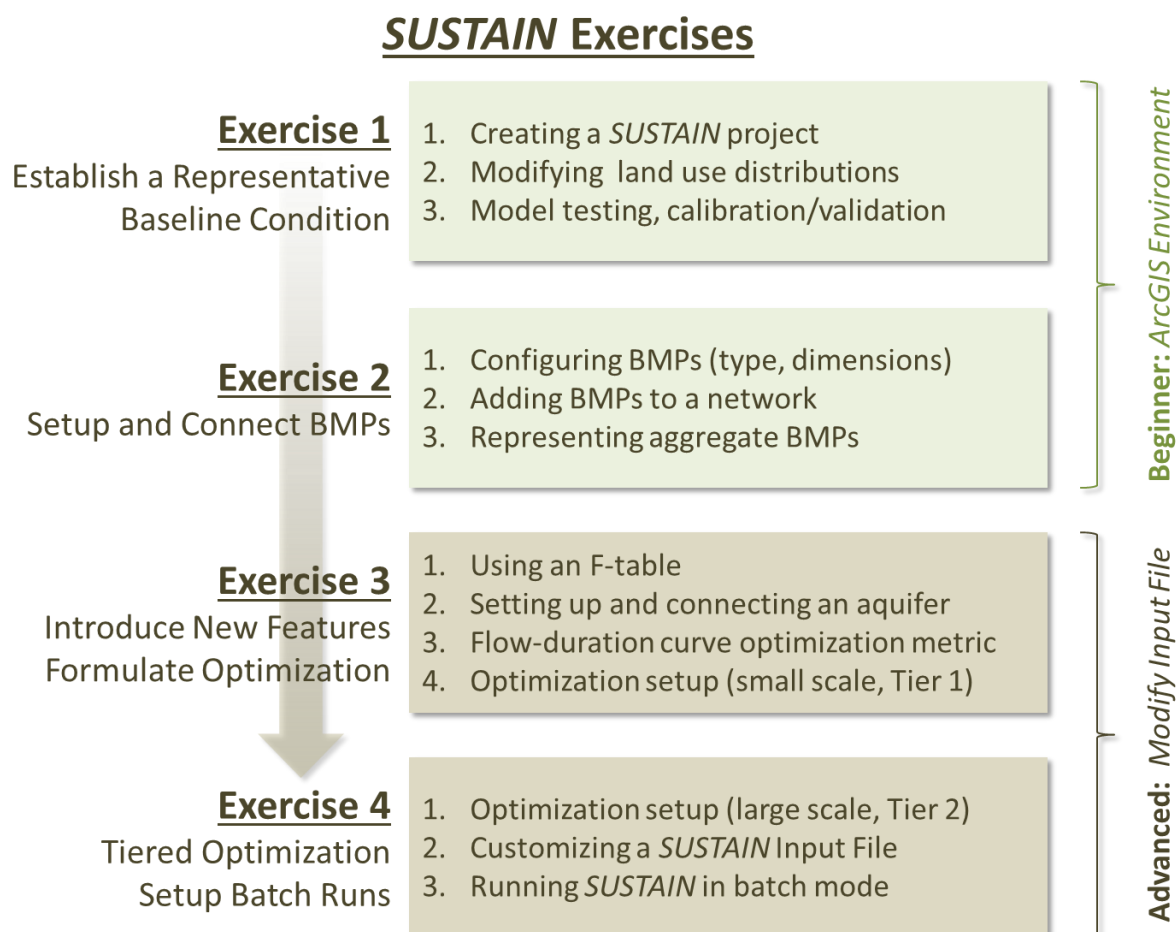 SUSTAIN Exercises
Exercise 1
Establish a Representative
Baseline Condition
1. Creating a SUSTAIN project
2. Modifying land use distributions
3. Model testing, calibration/validation
Exercise 2
Setup and Connect BMPs
1. Configuring BMPs (type, dimensions)
2. Adding BMPs to a network
3. Representing aggregate BMPs
Beginner: ArcGIS Environment
Exercise 3
Introduce New Features
Formulate Optimization
1. Using an F-table
2. Setting up and connecting an aquifer
3. Flow-duration curve optimization metric
4. Optimization setup (small scale, Tier 1)
Exercise 4
Tiered Optimization
Setup Batch Runs
1. Optimization setup (large scale, Tier 2)
2. Customizing a SUSTAIN Input File
3. Running SUSTAIN in batch mode
Advanced: Modify Input File